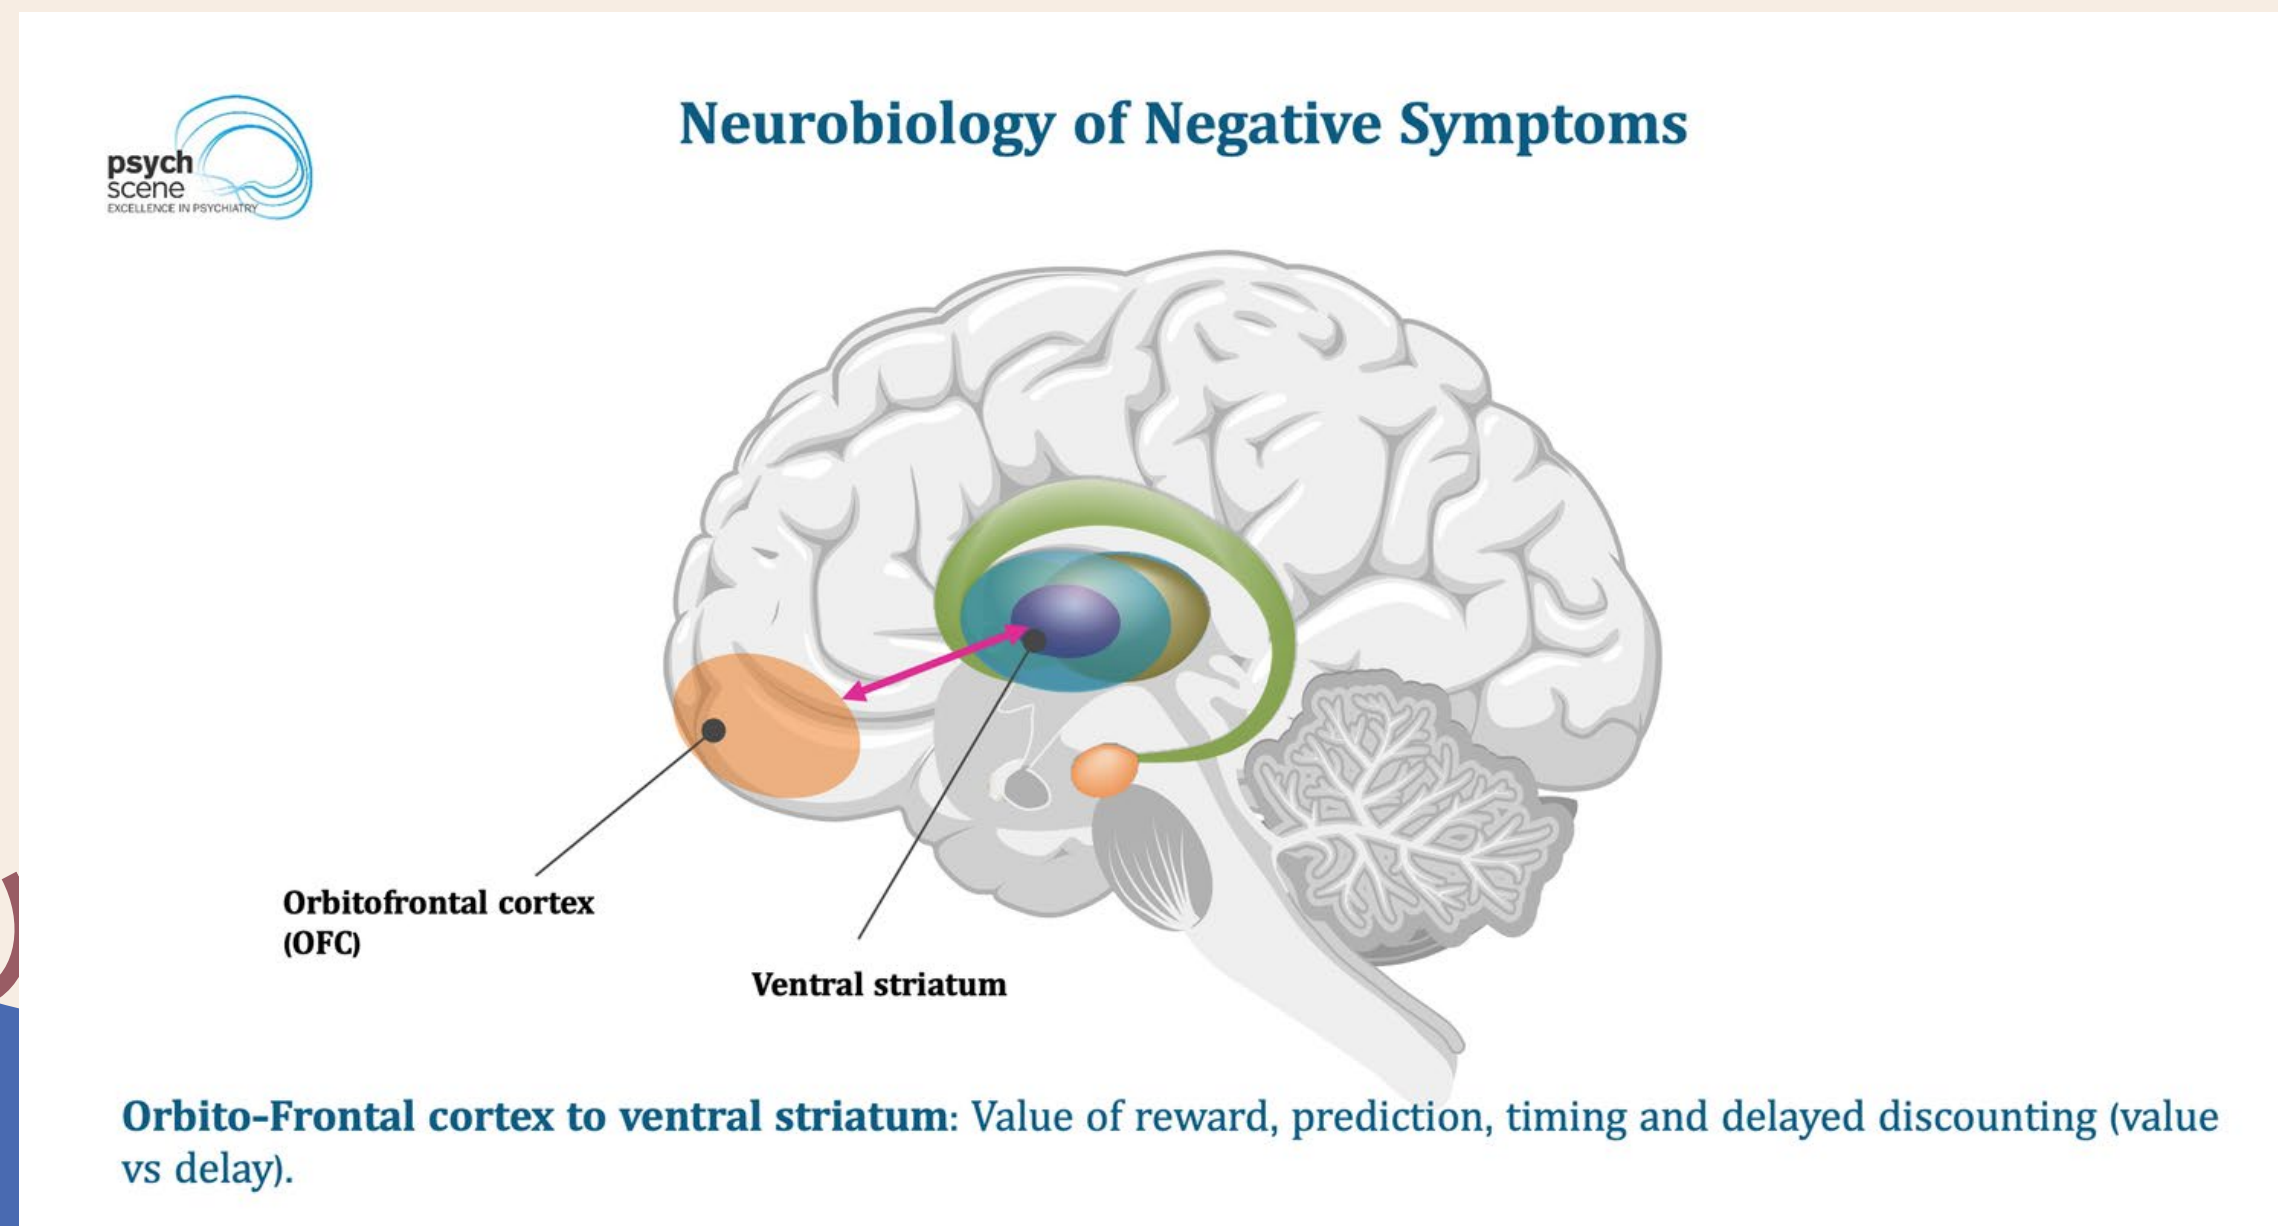 psych
scene
EXCELLENCE IN PSYCHIATRY
Neurobiology of Negative Symptoms
Orbitofrontal cortex
(OFC)
Ventral striatum
Orbito-Frontal cortex to ventral striatum: Value of reward, prediction, timing and delayed discounting (value
vs delay).